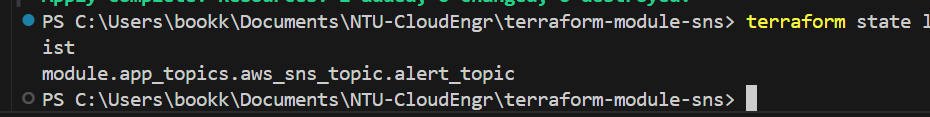 Apply complete! Resources: 1 added, 0 changed, 0 destroyed.
PS C:\Users\bookk\Documents\NTU-CloudEngr\terraform-module-sns> terraform state l
ist
module.app_topics.aws_sns_topic.alert_topic
PS C:\Users\bookk\Documents\NTU-CloudEngr\terraform-module-sns>